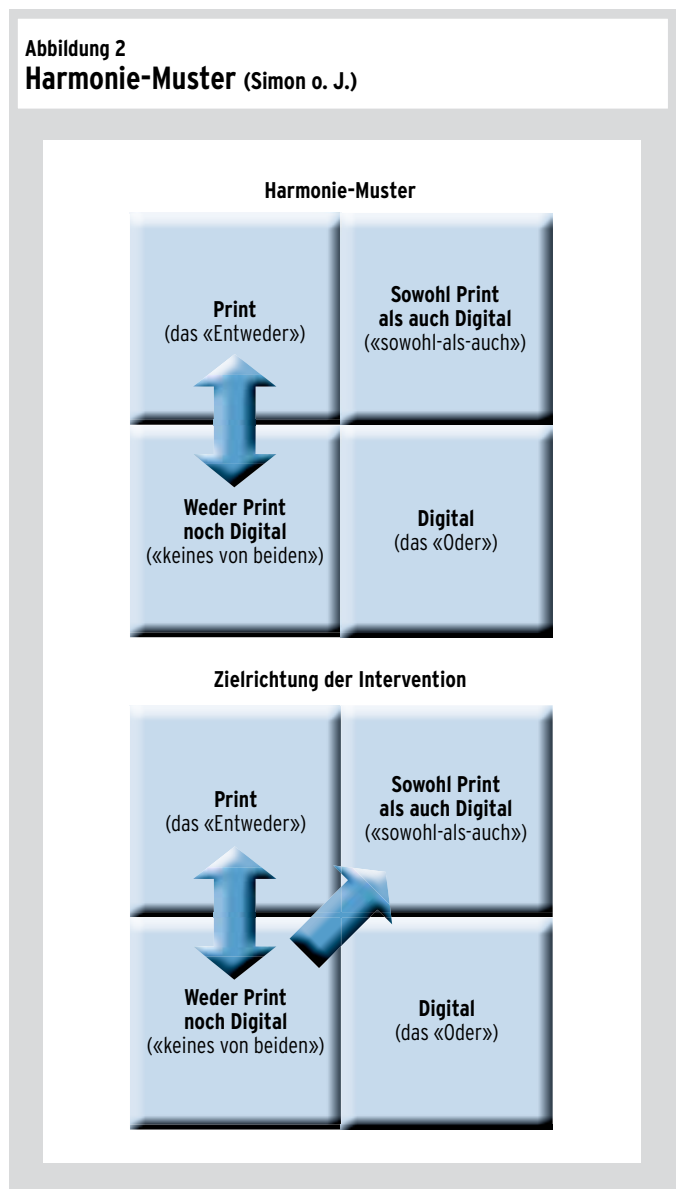 Abbildung 2
Harmonie-Muster (Simon o. J.)
Harmonie-Muster
Print
(das «Entweder»)
Sowohl Print
als auch Digital
(«sowohl-als-auch»)
Weder Print
noch Digital
(«keines von beiden»)
Digital
(das «Oder»)
Zielrichtung der Intervention
Print
(das «Entweder»)
Sowohl Print
als auch Digital
(«sowohl-als-auch»)
Weder Print
noch Digital
(«keines von beiden»)
Digital
(das «Oder»)